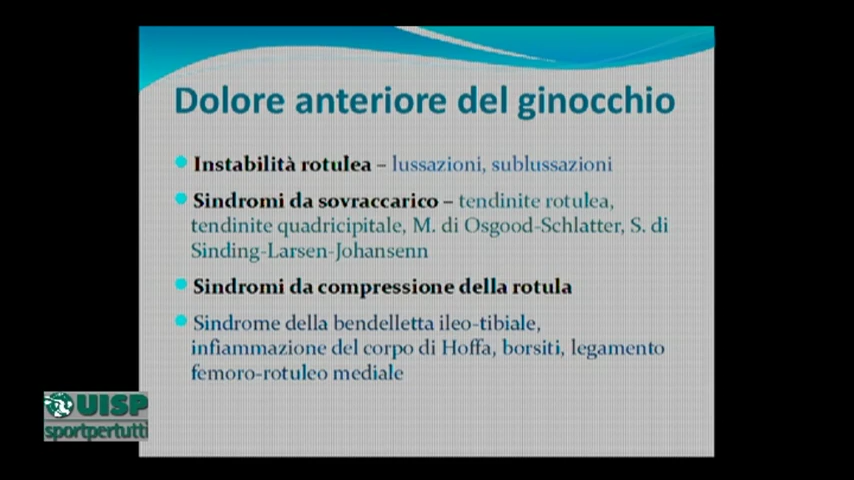 Dolore anteriore del ginocchio
Instabilità rotulea – lussazioni, sublussazioni
Sindromi da sovraccarico – tendinite rotulea,
tendinite quadricipitale, M. di Osgood-Schlatter, S. di
Sinding-Larsen-Johansenn
Sindromi da compressione della rotula
Sindrome della bendelletta ileo-tibiale,
infiammazione del corpo di Hoffa, borsiti, legamento
femoro-rotuleo mediale
UISP
sportpertutti